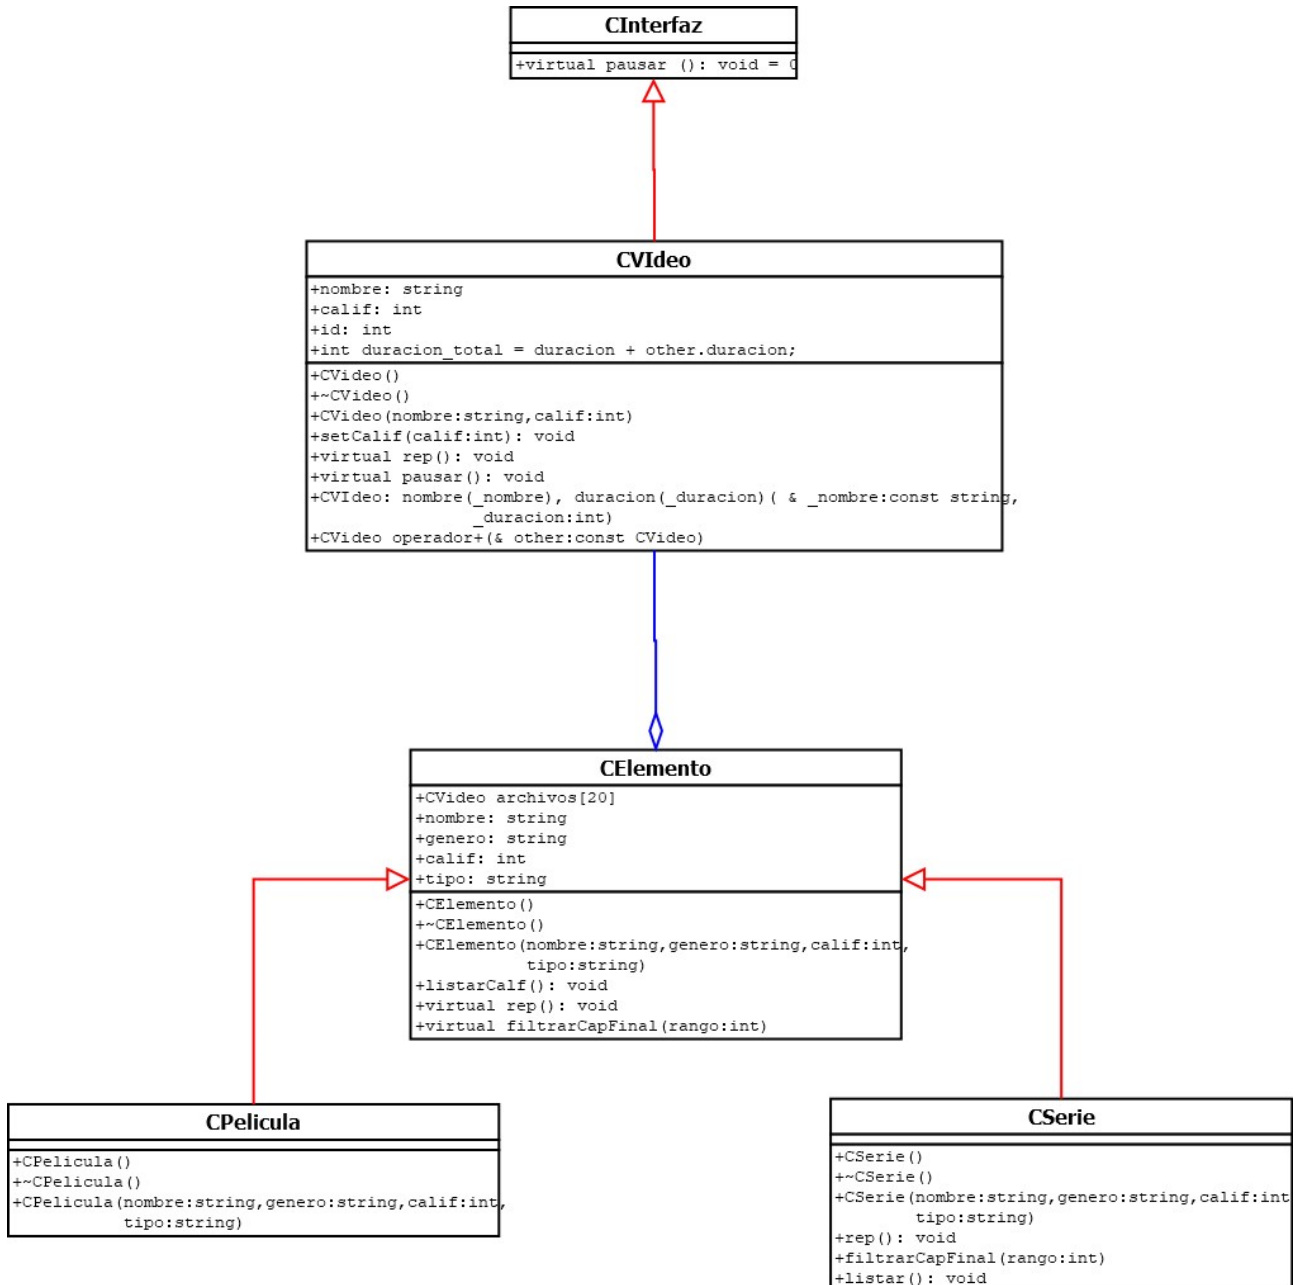 CInterfaz
+virtual pausar (): void = 0
CVIdeo
+nombre: string
+calif: int
+id: int
+int duracion_total = duracion + other.duracion;
+CVideo()
+~CVideo()
+CVideo(nombre:string,calif:int)
+setCalif(calif:int): void
+virtual rep(): void
+virtual pausar(): void
+CVIdeo: nombre(_nombre), duracion(_duracion)( & _nombre:const string,
_duracion:int)
+CVideo operador+(& other:const CVideo)
CElemento
+CVideo archivos[20]
+nombre: string
+genero: string
+calif: int
+tipo: string
+CElemento()
+~CElemento()
+CElemento(nombre:string,genero:string,calif:int,
tipo:string)
+listarCalf(): void
+virtual rep(): void
+virtual filtrarCapFinal(rango:int)
CPelicula
+CPelicula()
+~CPelicula()
+CPelicula(nombre:string,genero:string,calif:int,
tipo:string)
CSerie
+CSerie()
+~CSerie()
+CSerie(nombre:string,genero:string,calif:int
tipo:string)
+rep(): void
+filtrarCapFinal(rango:int)
+listar(): void